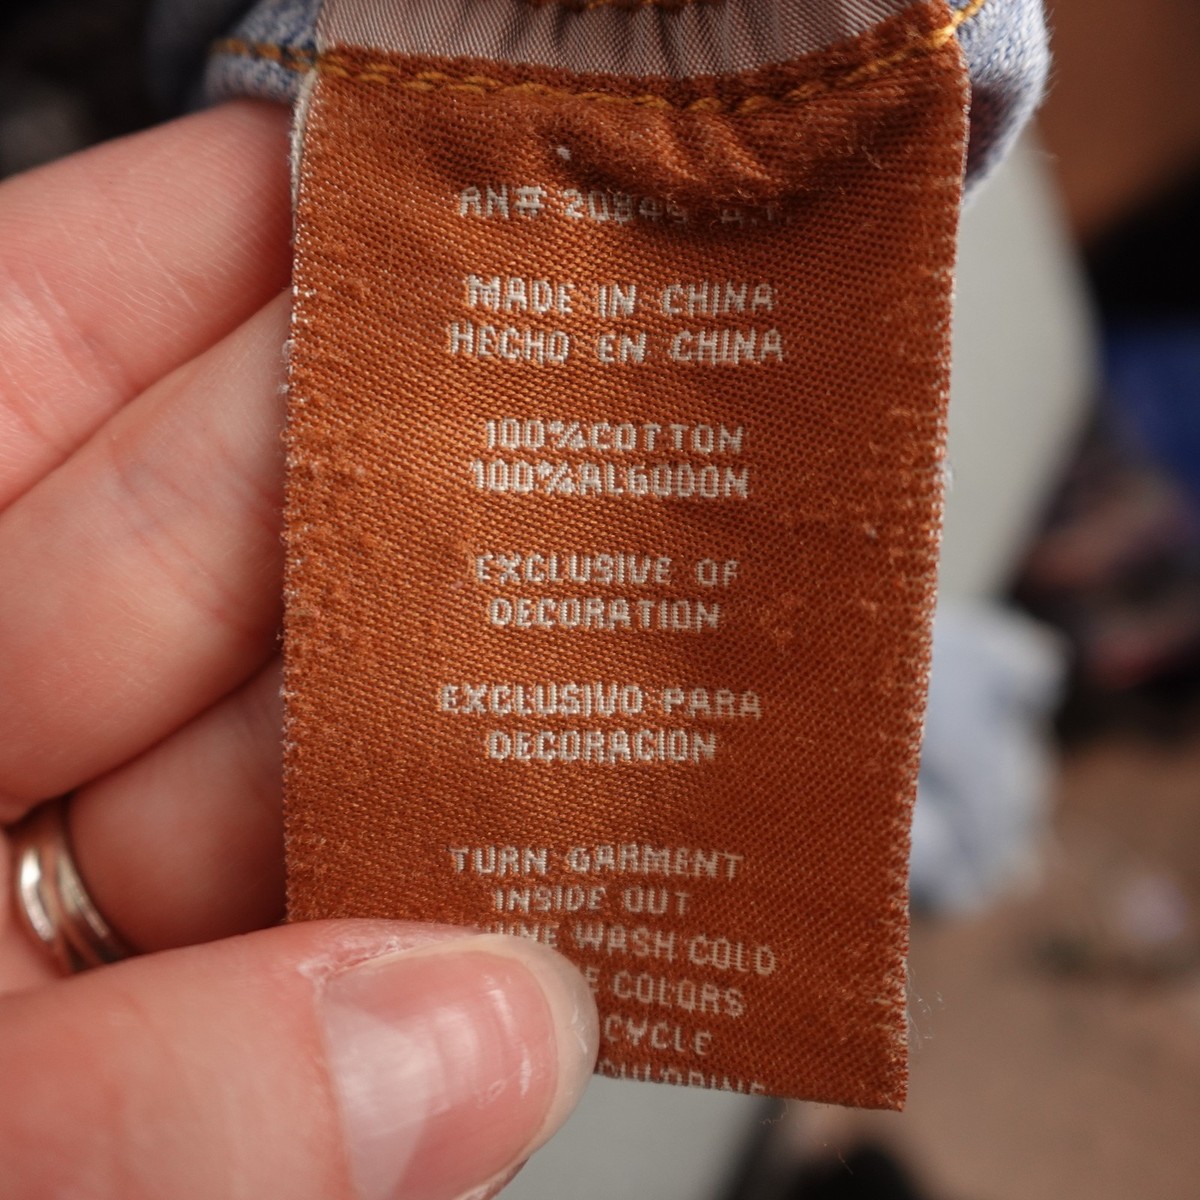 MADE IN CHINA
HECHO EN CHINA
100%COTTON
100%ALGODON
EXCLUSIVE OF
DECORATION
EXCLUSIVO PARA
DECORACION
TURN GARMENT
INSIDE OUT
WASH COLD
COLORS
CYCLE